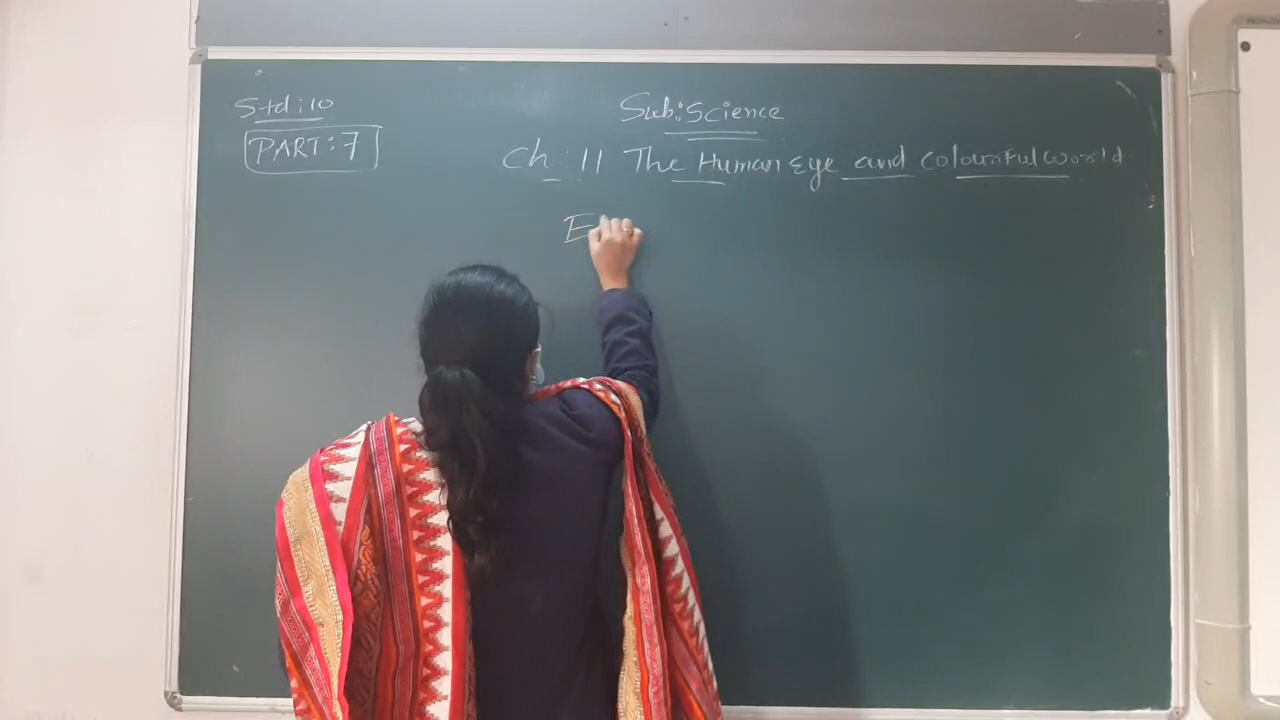 Std:10
PART:7
Sub:Science
Ch:11 The Human Eye and Colourful World
E